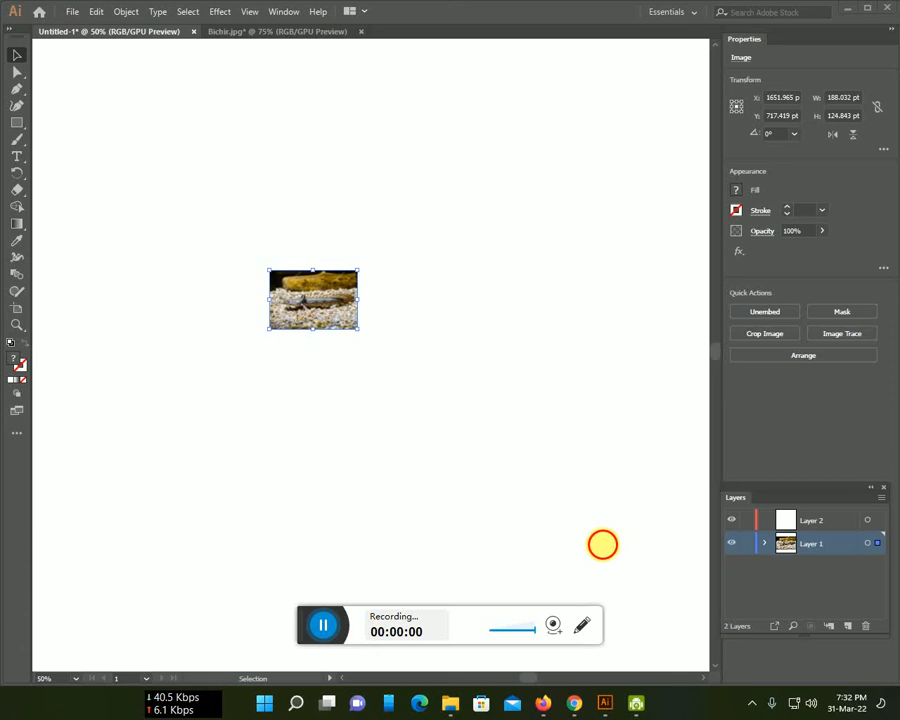 Ai File Edit Object Type Select Effect View Window Help Essentials Search Adobe Stock
Untitled-1* @ 50% (RGB/GPU Preview) × Bichir.jpg* @ 75% (RGB/GPU Preview) ×
Properties
Image
Transform
X: 1651.965 p W: 188.032 pt
Y: 717.419 pt H: 124.843 pt
0°
Appearance
? Fill
Stroke
Opacity 100%
fx.
Quick Actions
Unembed Mask
Crop Image Image Trace
Arrange
Layers
Layer 2
Layer 1
2 Layers
Recording...
00:00:00
50% 1 Selection
40.5 Kbps
6.1 Kbps
7:32 PM
31-Mar-22